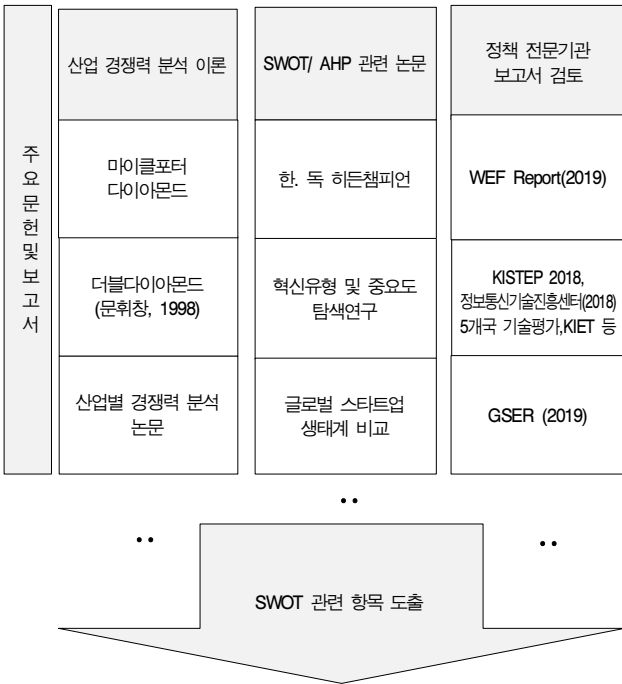 주요문헌및보고서
산업 경쟁력 분석 이론
마이클포터
다이아몬드
더블다이아몬드
(문휘창, 1998)
산업별 경쟁력 분석
논문
SWOT/ AHP 관련 논문
한. 독 히든챔피언
혁신유형 및 중요도
탐색연구
글로벌 스타트업
생태계 비교
정책 전문기관
보고서 검토
WEF Report(2019)
KISTEP 2018,
정보통신기술진흥센터(2018)
5개국 기술평가,KIET 등
GSER (2019)
..
..
..
SWOT 관련 항목 도출